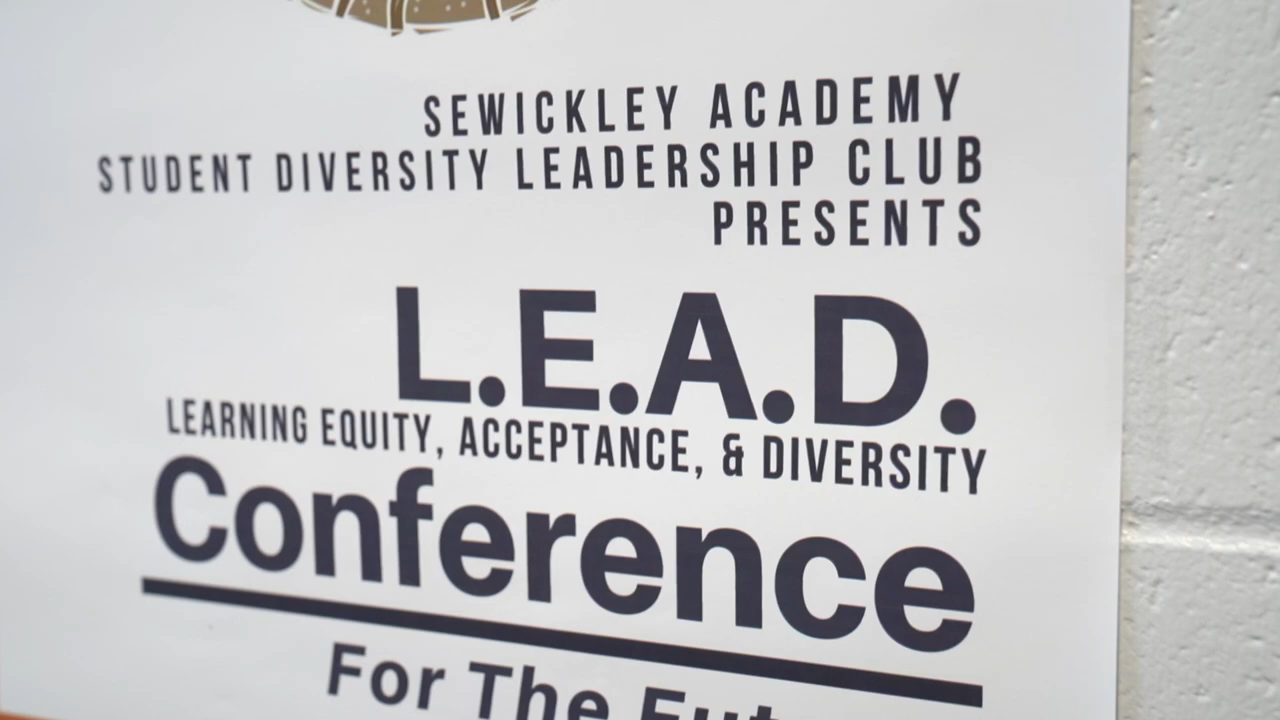 SEWICKLEY ACADEMY
STUDENT DIVERSITY LEADERSHIP CLUB
PRESENTS
L.E.A.D.
LEARNING EQUITY, ACCEPTANCE, & DIVERSITY
Conference
For The